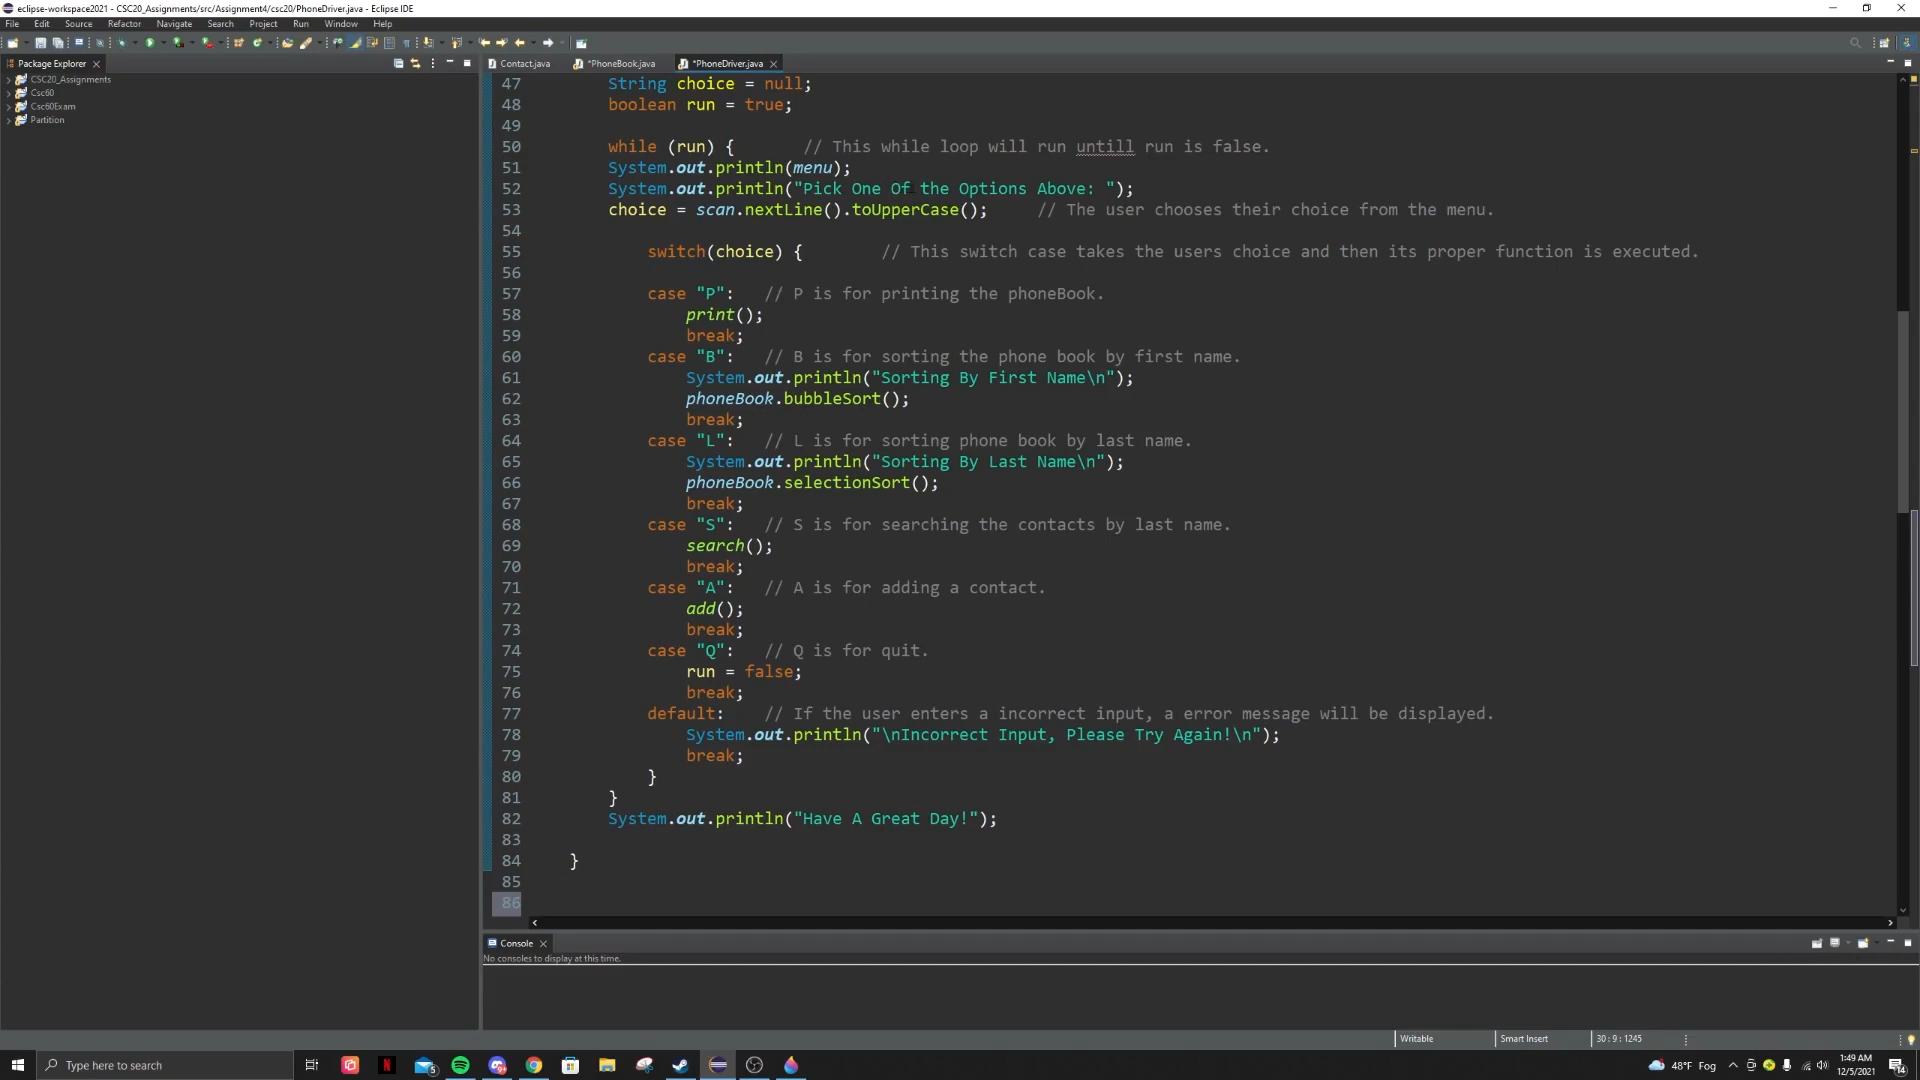 eclipse-workspace2021 - CSC20_Assignments/src/Assignment4/csc20/PhoneDriver.java - Eclipse IDE
File Edit Source Refactor Navigate Search Project Run Window Help
Package Explorer
Contact.java *PhoneBook.java *PhoneDriver.java
CSC20_Assignments
Csc60
Csc60Exam
Partition
47 String choice = null;
48 boolean run = true;
49
50 while (run) { // This while loop will run untill run is false.
51 System.out.println(menu);
52 System.out.println("Pick One Of the Options Above: ");
53 choice = scan.nextLine().toUpperCase(); // The user chooses their choice from the menu.
54
55 switch(choice) { // This switch case takes the users choice and then its proper function is executed.
56
57 case "P": // P is for printing the phoneBook.
58 print();
59 break;
60 case "B": // B is for sorting the phone book by first name.
61 System.out.println("Sorting By First Name\n");
62 phoneBook.bubbleSort();
63 break;
64 case "L": // L is for sorting phone book by last name.
65 System.out.println("Sorting By Last Name\n");
66 phoneBook.selectionSort();
67 break;
68 case "S": // S is for searching the contacts by last name.
69 search();
70 break;
71 case "A": // A is for adding a contact.
72 add();
73 break;
74 case "Q": // Q is for quit.
75 run = false;
76 break;
77 default: // If the user enters a incorrect input, a error message will be displayed.
78 System.out.println("\nIncorrect Input, Please Try Again!\n");
79 break;
80 }
81 }
82 System.out.println("Have A Great Day!");
83
84 }
85
86
Console
No consoles to display at this time.
Writable Smart Insert 30 : 9 : 1245
Type here to search
48°F Fog
1:49 AM
12/5/2021